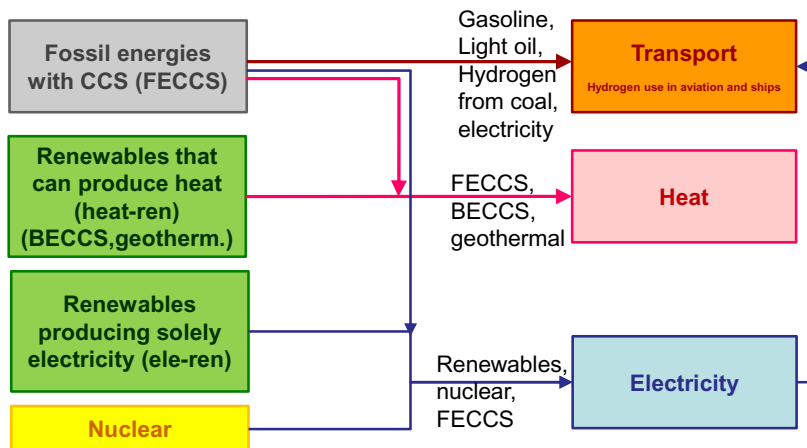 Fossil energies
with CCS (FECCS)
Gasoline,
Light oil,
Hydrogen
from coal,
electricity
Transport
Hydrogen use in aviation and ships
Renewables that
can produce heat
(heat-ren)
(BECCS,geotherm.)
FECCS,
BECCS,
geothermal
Heat
Renewables
producing solely
electricity (ele-ren)
Renewables,
nuclear,
FECCS
Electricity
Nuclear